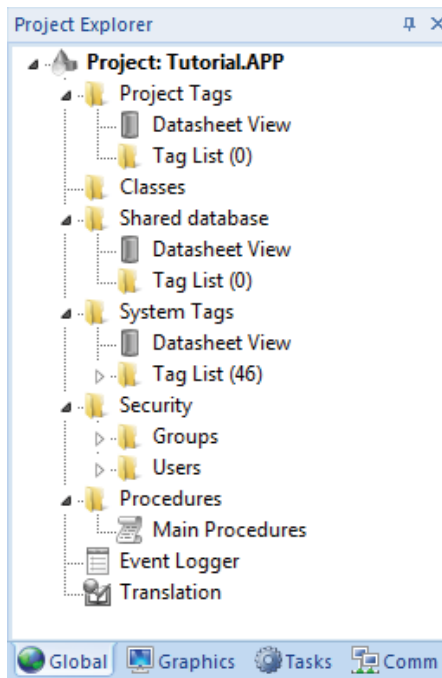 Project Explorer
Project: Tutorial.APP
Project Tags
Datasheet View
Tag List (0)
Classes
Shared database
Datasheet View
Tag List (0)
System Tags
Datasheet View
Tag List (46)
Security
Groups
Users
Procedures
Main Procedures
Event Logger
Translation
Global Graphics Tasks Comm